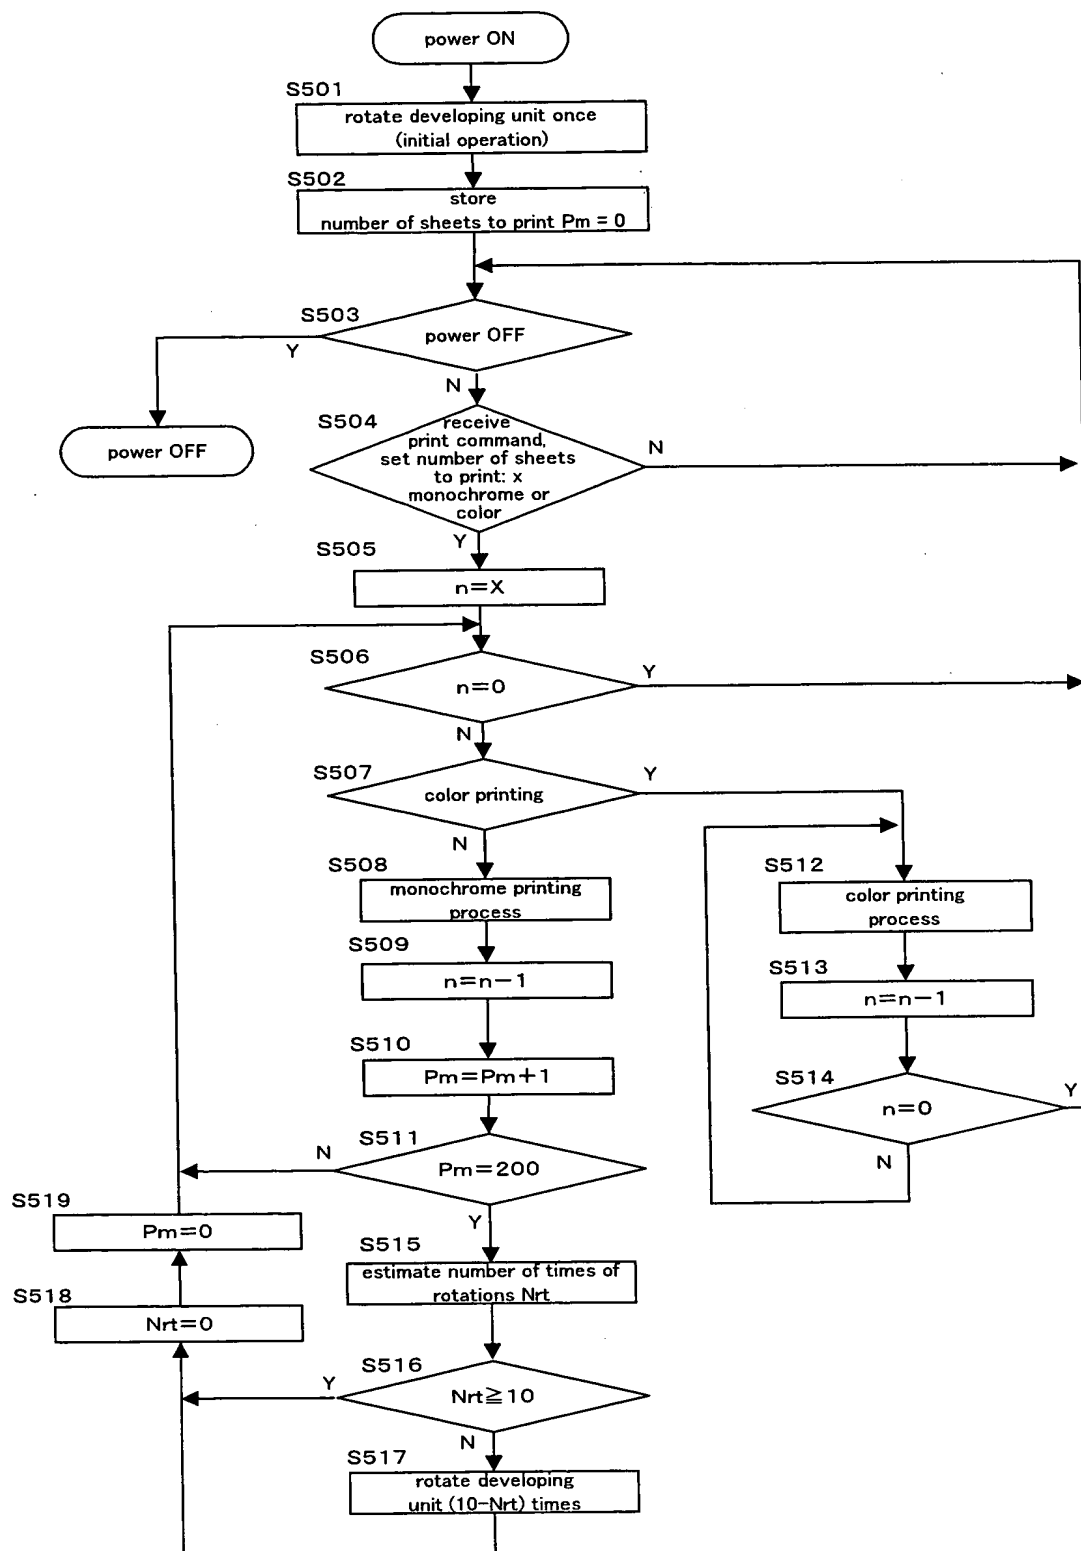 power ON
S501
rotate developing unit once
(initial operation)
S502
store
number of sheets to print Pm = 0
S503
power OFF
Y
N
power OFF
S504
receive
print command,
set number of sheets
to print: x
monochrome or
color
N
Y
S505
n=X
S506
n=0
Y
N
S507
color printing
Y
N
S508
monochrome printing
process
S509
n=n-1
S510
Pm=Pm+1
S511
Pm=200
N
Y
S512
color printing
process
S513
n=n-1
S514
n=0
Y
N
S515
estimate number of times of
rotations Nrt
S516
Nrt≧10
Y
N
S517
rotate developing
unit (10-Nrt) times
S518
Nrt=0
S519
Pm=0